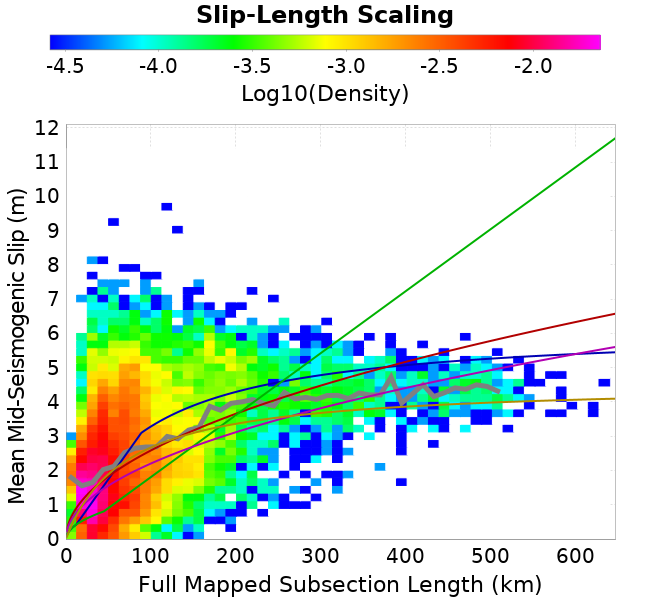 Slip-Length Scaling
-4.5 -4.0 -3.5 -3.0 -2.5 -2.0
Log10(Density)
12
11
10
9
8
7
6
5
4
3
2
1
0
Mean Mid-Seismogenic Slip (m)
0 100 200 300 400 500 600
Full Mapped Subsection Length (km)